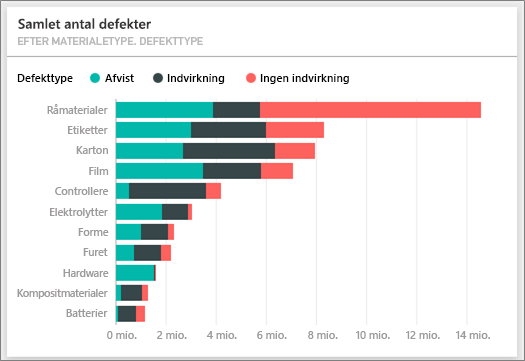 Samlet antal defekter
EFTER MATERIALETYPE. DEFEKTTYPE
Defekttype Afvist Indvirkning Ingen indvirkning
Råmaterialer
Etiketter
Karton
Film
Controllere
Elektrolytter
Forme
Furet
Hardware
Kompositmaterialer
Batterier
0 mio. 2 mio. 4 mio. 6 mio. 8 mio. 10 mio. 12 mio. 14 mio.